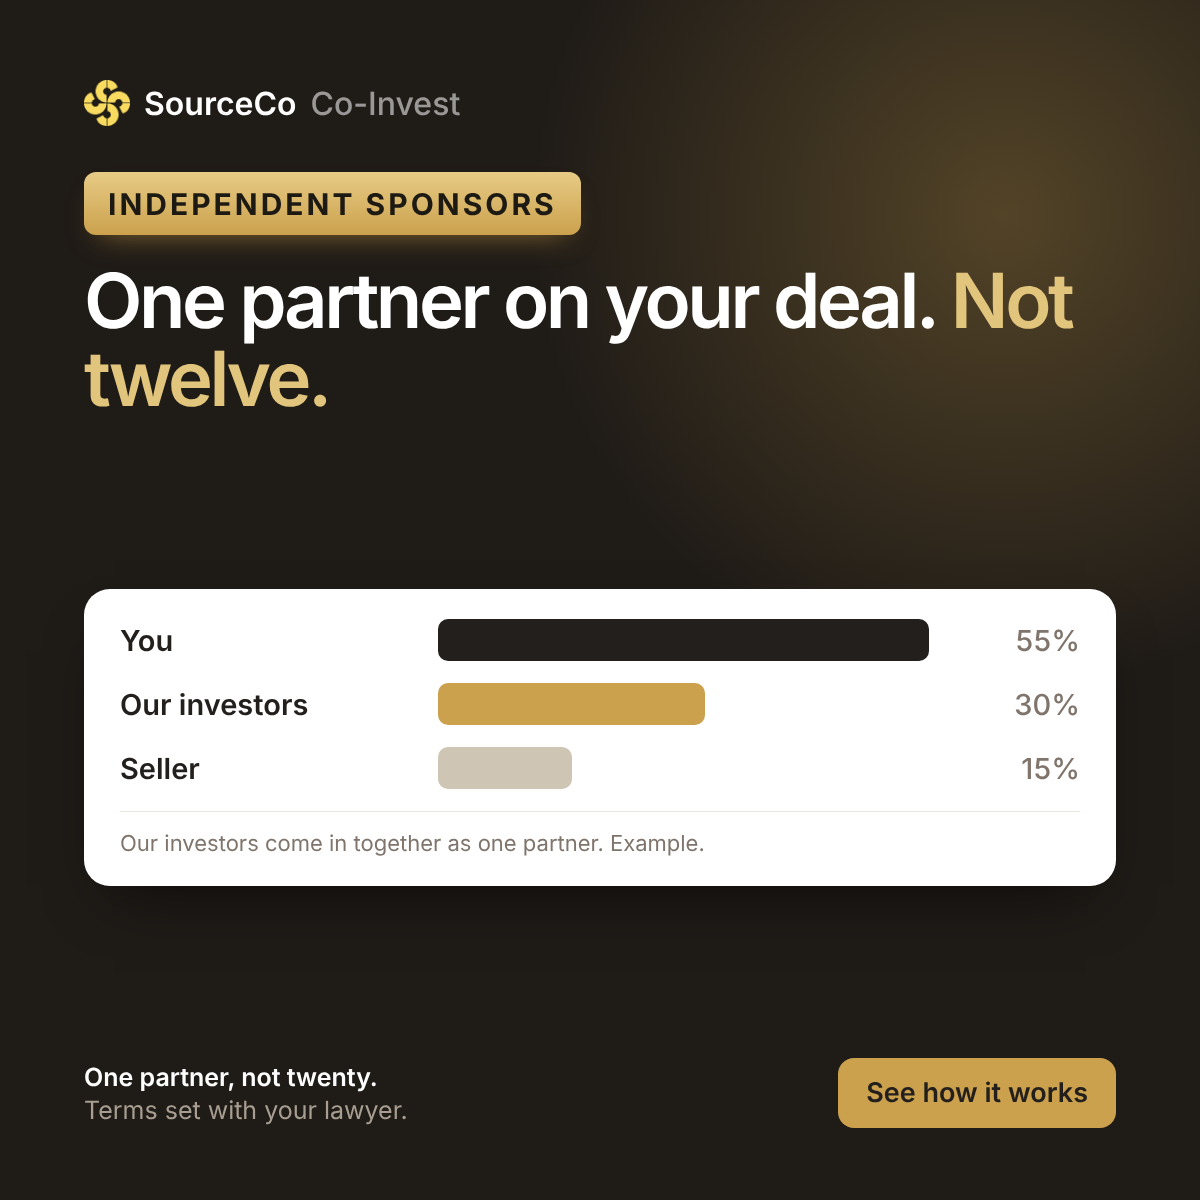 SourceCo Co-Invest
INDEPENDENT SPONSORS
One partner on your deal. Not
twelve.
You 55%
Our investors 30%
Seller 15%
Our investors come in together as one partner. Example.
One partner, not twenty.
Terms set with your lawyer.
See how it works